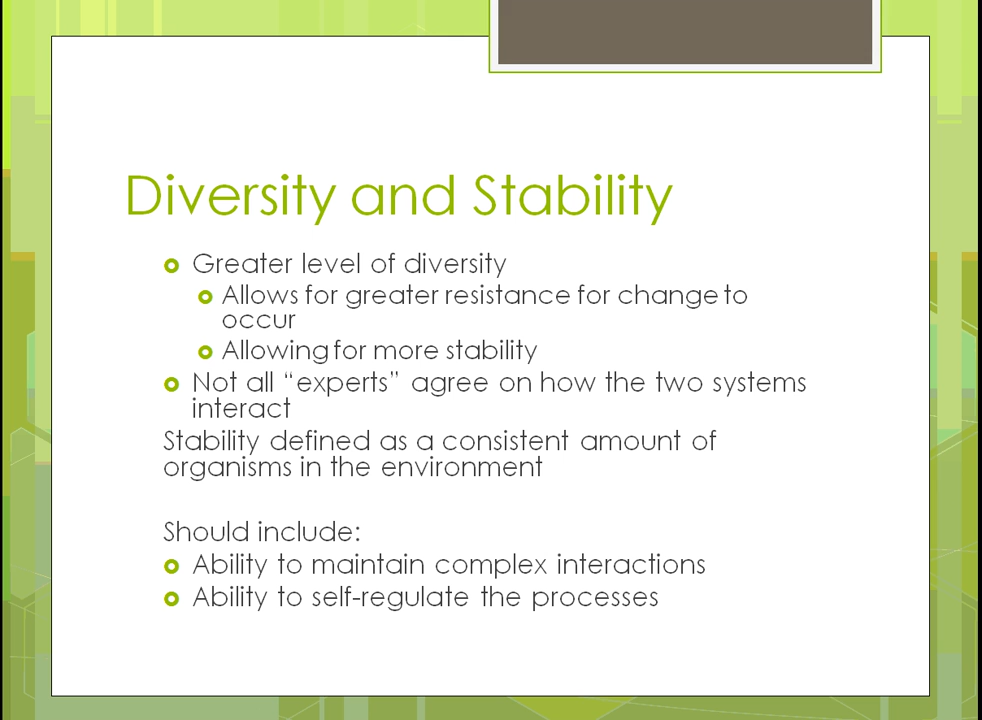 Diversity and Stability
Greater level of diversity
Allows for greater resistance for change to
occur
Allowing for more stability
Not all “experts” agree on how the two systems
interact
Stability defined as a consistent amount of
organisms in the environment
Should include:
Ability to maintain complex interactions
Ability to self-regulate the processes